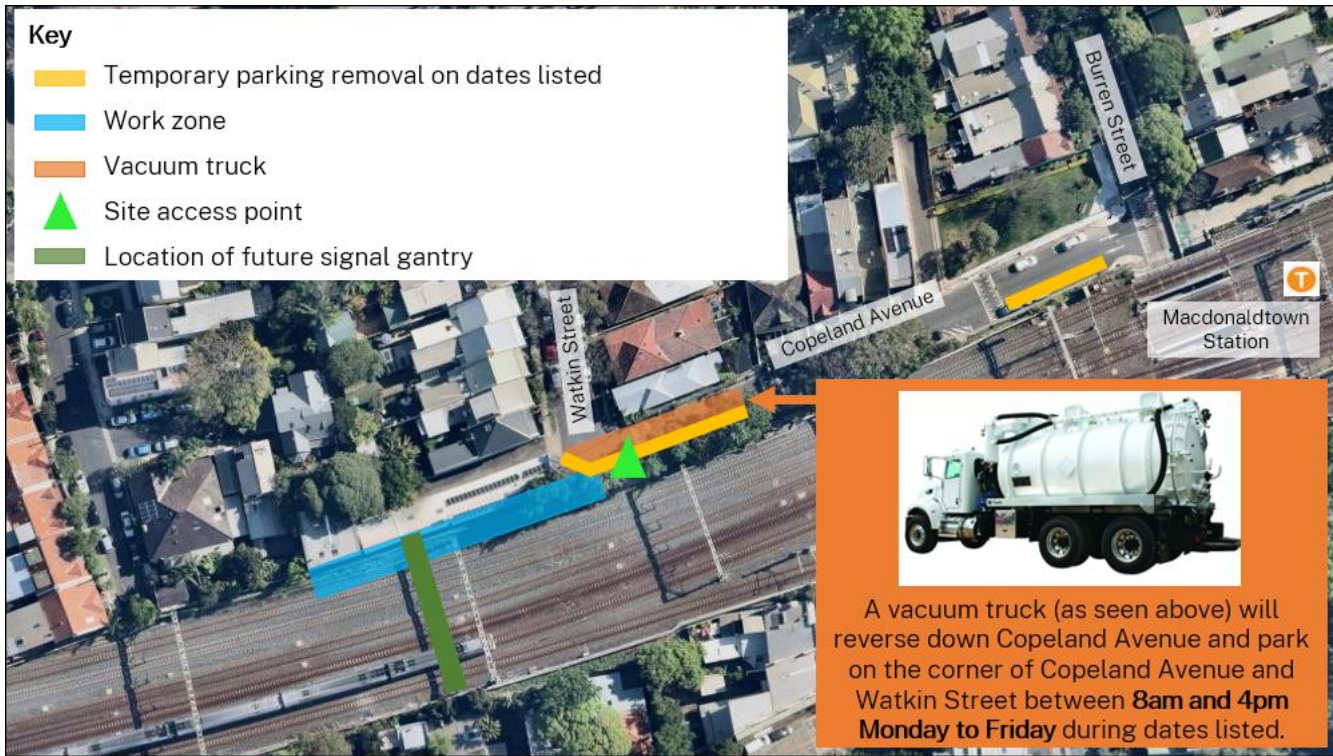 Key
Temporary parking removal on dates listed
Work zone
Vacuum truck
Site access point
Location of future signal gantry
Burren Street
Watkin Street
Copeland Avenue
T
Macdonaldtown
Station
A vacuum truck (as seen above) will
reverse down Copeland Avenue and park
on the corner of Copeland Avenue and
Watkin Street between 8am and 4pm
Monday to Friday during dates listed.